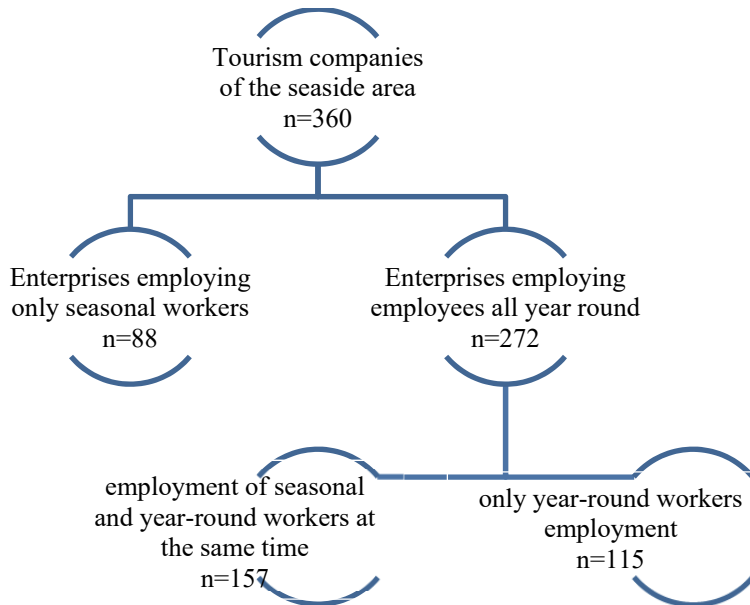 Tourism companies
of the seaside area
n=360
Enterprises employing
only seasonal workers
n=88
Enterprises employing
employees all year round
n=272
employment of seasonal
and year-round workers at
the same time
n=157
only year-round workers
employment
n=115